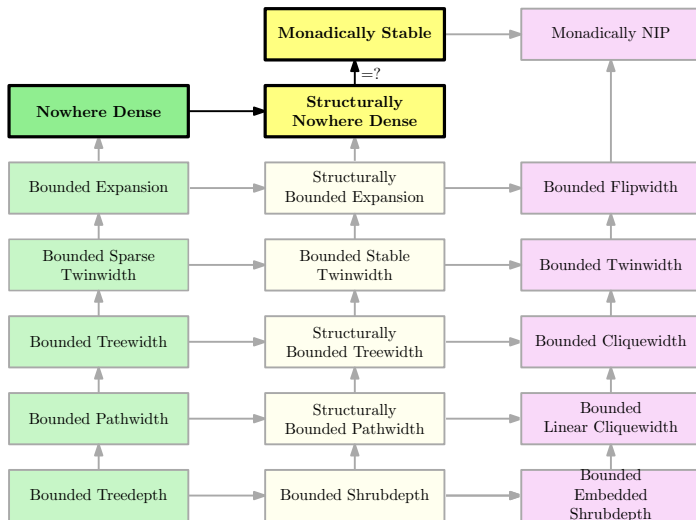 Monadically Stable
Monadically NIP
=?
Nowhere Dense
Structurally
Nowhere Dense
Bounded Expansion
Structurally
Bounded Expansion
Bounded Flipwidth
Bounded Sparse
Twinwidth
Bounded Stable
Twinwidth
Bounded Twinwidth
Bounded Treewidth
Structurally
Bounded Treewidth
Bounded Cliquewidth
Bounded Pathwidth
Structurally
Bounded Pathwidth
Bounded
Linear Cliquewidth
Bounded Treedepth
Bounded Shrubdepth
Bounded
Embedded
Shrubdepth